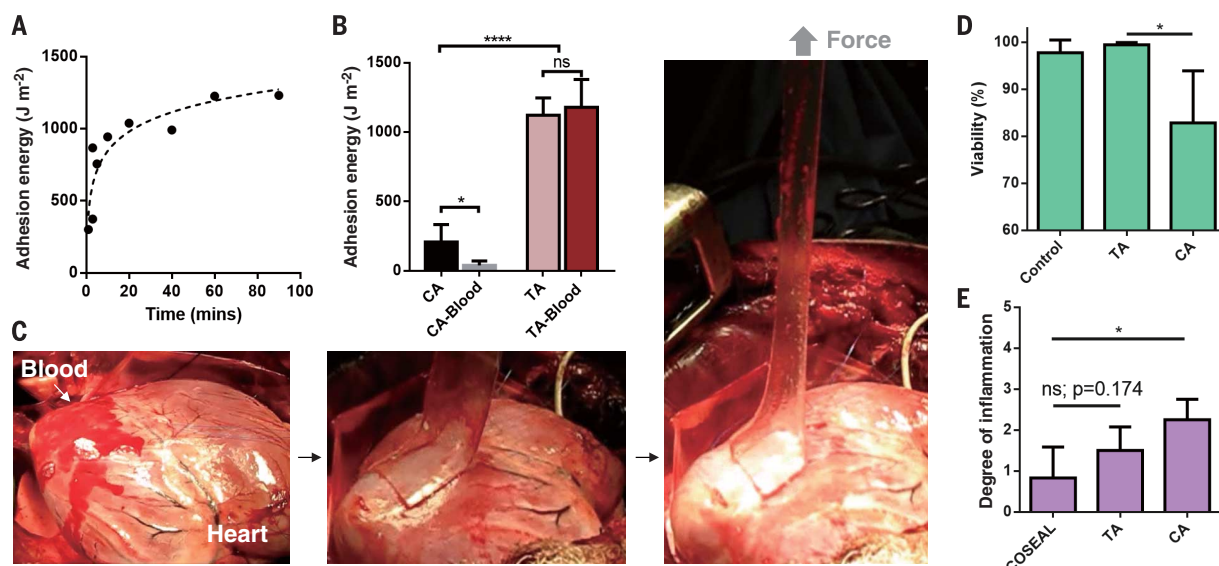 A
Adhesion energy (J m⁻²)
1500
1000
500
0
0 20 40 60 80 100
Time (mins)
B
Adhesion energy (J m⁻²)
1500
1000
500
0
****
ns
*
CA
CA-Blood
TA
TA-Blood
C
Blood
Heart
Force
D
Viability (%)
100
90
80
70
60
*
Control
TA
CA
E
Degree of inflammation
5
4
3
2
1
0
*
ns; p=0.174
COSEAL
TA
CA